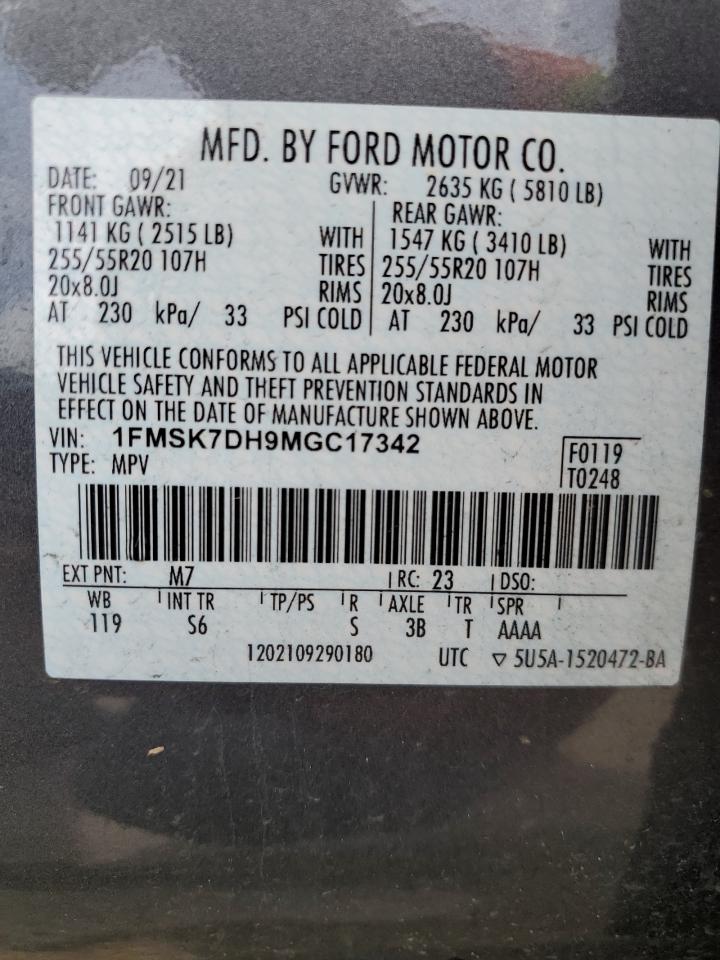 MFD. BY FORD MOTOR CO.
DATE: 09/21 GVWR: 2635 KG ( 5810 LB)
FRONT GAWR: REAR GAWR:
1141 KG ( 2515 LB) WITH 1547 KG ( 3410 LB) WITH
255/55R20 107H TIRES 255/55R20 107H TIRES
20x8.0J RIMS 20x8.0J RIMS
AT 230 kPa/ 33 PSI COLD AT 230 kPa/ 33 PSI COLD
THIS VEHICLE CONFORMS TO ALL APPLICABLE FEDERAL MOTOR
VEHICLE SAFETY AND THEFT PREVENTION STANDARDS IN
EFFECT ON THE DATE OF MANUFACTURE SHOWN ABOVE.
VIN: 1FMSK7DH9MGC17342 F0119
TYPE: MPV T0248
EXT PNT: M7 RC: 23 DSO:
WB INT TR TP/PS R AXLE TR SPR
119 S6 S 3B T AAAA
1202109290180 UTC ▽ 5U5A-1520472-BA